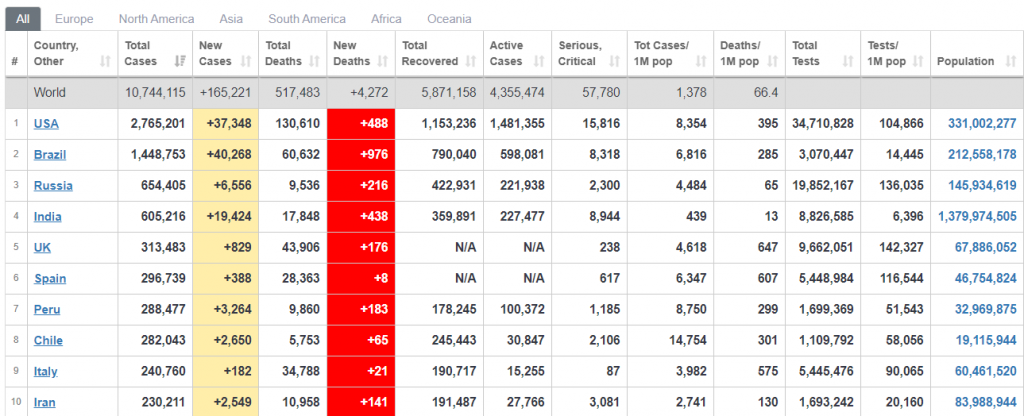 All Europe North America Asia South America Africa Oceania
# Country, Other Total Cases New Cases Total Deaths New Deaths Total Recovered Active Cases Serious, Critical Tot Cases/ 1M pop Deaths/ 1M pop Total Tests Tests/ 1M pop Population
World 10,744,115 +165,221 517,483 +4,272 5,871,158 4,355,474 57,780 1,378 66.4
1 USA 2,765,201 +37,348 130,610 +488 1,153,236 1,481,355 15,816 8,354 395 34,710,828 104,866 331,002,277
2 Brazil 1,448,753 +40,268 60,632 +976 790,040 598,081 8,318 6,816 285 3,070,447 14,445 212,558,178
3 Russia 654,405 +6,556 9,536 +216 422,931 221,938 2,300 4,484 65 19,852,167 136,035 145,934,619
4 India 605,216 +19,424 17,848 +438 359,891 227,477 8,944 439 13 8,826,585 6,396 1,379,974,505
5 UK 313,483 +829 43,906 +176 N/A N/A 238 4,618 647 9,662,051 142,327 67,886,052
6 Spain 296,739 +388 28,363 +8 N/A N/A 617 6,347 607 5,448,984 116,544 46,754,824
7 Peru 288,477 +3,264 9,860 +183 178,245 100,372 1,185 8,750 299 1,699,369 51,543 32,969,875
8 Chile 282,043 +2,650 5,753 +65 245,443 30,847 2,106 14,754 301 1,109,792 58,056 19,115,944
9 Italy 240,760 +182 34,788 +21 190,717 15,255 87 3,982 575 5,445,476 90,065 60,461,520
10 Iran 230,211 +2,549 10,958 +141 191,487 27,766 3,081 2,741 130 1,693,242 20,160 83,988,944